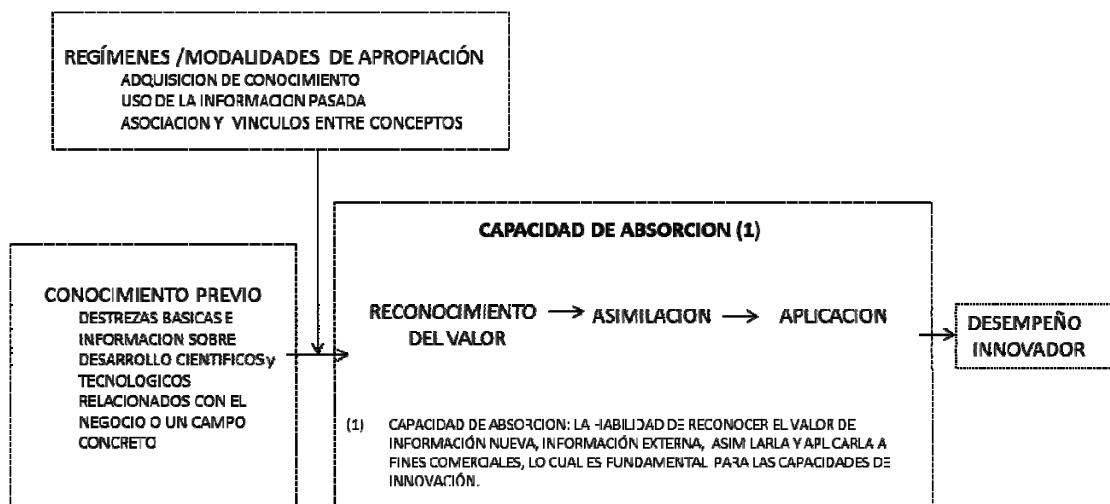 REGÍMENES /MODALIDADES DE APROPIACIÓN
ADQUISICION DE CONOCIMIENTO
USO DE LA INFORMACION PASADA
ASOCIACION Y VINCULOS ENTRE CONCEPTOS
CONOCIMIENTO PREVIO
DESTREZAS BASICAS E
INFORMACION SOBRE
DESARROLLO CIENTIFICOS y
TECNOLOGICOS
RELACIONADOS CON EL
NEGOCIO O UN CAMPO
CONCRETO
CAPACIDAD DE ABSORCION (1)
RECONOCIMIENTO
DEL VALOR
ASIMILACION
APLICACION
(1) CAPACIDAD DE ABSORCION: LA HABILIDAD DE RECONOCER EL VALOR DE
INFORMACIÓN NUEVA, INFORMACIÓN EXTERNA, ASIMILARLA Y APLICARLA A
FINES COMERCIALES, LO CUAL ES FUNDAMENTAL PARA LAS CAPACIDADES DE
INNOVACIÓN.
DESEMPEÑO
INNOVADOR